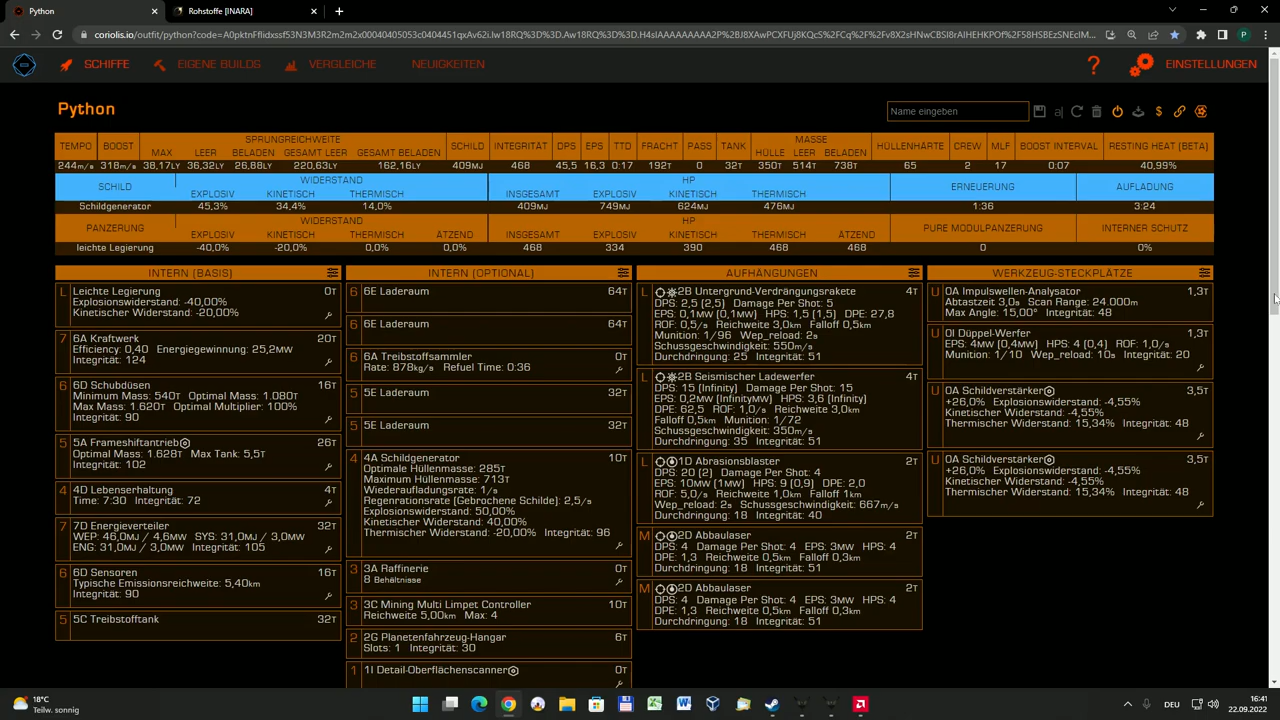 Python
Rohstoffe [INARA]
coriolis.io/outfit/python?code=
SCHIFFE
EIGENE BUILDS
VERGLEICHE
NEUIGKEITEN
EINSTELLUNGEN
Python
Name eingeben
TEMPO BOOST SPRUNGREICHWEITE SCHILD INTEGRITÄT DPS EPS TTD FRACHT PASS TANK MASSE HÜLLENHÄRTE CREW MLF BOOST INTERVAL RESTING HEAT (BETA)
MAX LEER BELADEN GESAMT LEER GESAMT BELADEN HÜLLE LEER BELADEN
244m/s 318m/s 38,17LY 36,32LY 26,88LY 220,63LY 162,16LY 409MJ 468 45,5 16,3 0:17 192T 0 32T 350T 514T 738T 65 2 17 0:07 40,99%
SCHILD WIDERSTAND HP ERNEUERUNG AUFLADUNG
EXPLOSIV KINETISCH THERMISCH INSGESAMT EXPLOSIV KINETISCH THERMISCH
Schildgenerator 45,3% 34,4% 14,0% 409MJ 749MJ 624MJ 476MJ 1:36 3:24
PANZERUNG WIDERSTAND HP PURE MODULPANZERUNG INTERNER SCHUTZ
EXPLOSIV KINETISCH THERMISCH ÄTZEND INSGESAMT EXPLOSIV KINETISCH THERMISCH ÄTZEND
leichte Legierung -40,0% -20,0% 0,0% 0,0% 468 334 390 468 468 0 0%
INTERN (BASIS)
L Leichte Legierung 0T
Explosionswiderstand: -40,00%
Kinetischer Widerstand: -20,00%
7 6A Kraftwerk 20T
Efficiency: 0,40 Energiegewinnung: 25,2MW
Integrität: 124
6 6D Schubdüsen 16T
Minimum Mass: 540T Optimal Mass: 1.080T
Max Mass: 1.620T Optimal Multiplier: 100%
Integrität: 90
5 5A Frameshiftantrieb 26T
Optimal Mass: 1.628T Max Tank: 5,5T
Integrität: 102
4 4D Lebenserhaltung 4T
Time: 7:30 Integrität: 72
7 7D Energieverteiler 32T
WEP: 46,0MJ / 4,6MW SYS: 31,0MJ / 3,0MW
ENG: 31,0MJ / 3,0MW Integrität: 105
6 6D Sensoren 16T
Typische Emissionsreichweite: 5,40km
Integrität: 90
5 5C Treibstofftank 32T
INTERN (OPTIONAL)
6 6E Laderaum 64T
6 6E Laderaum 64T
6 6A Treibstoffsammler 0T
Rate: 878kg/s Refuel Time: 0:36
5 5E Laderaum 32T
5 5E Laderaum 32T
4 4A Schildgenerator 10T
Optimale Hüllenmasse: 285T
Maximum Hüllenmasse: 713T
Wiederaufladungsrate: 1/s
Regenrationsrate (Gebrochene Schilde): 2,5/s
Explosionswiderstand: 50,00%
Kinetischer Widerstand: 40,00%
Thermischer Widerstand: -20,00% Integrität: 96
3 3A Raffinerie 0T
8 Behältnisse
3 3C Mining Multi Limpet Controller 10T
Reichweite 5,00km Max: 4
2 2G Planetenfahrzeug-Hangar 6T
Slots: 1 Integrität: 30
1 1I Detail-Oberflächenscanner 0T
AUFHÄNGUNGEN
L 2B Untergrund-Verdrängungsrakete 4T
DPS: 2,5 [2,5] Damage Per Shot: 5
EPS: 0,1MW [0,1MW] HPS: 1,5 [1,5] DPE: 27,8
ROF: 0,5/s Reichweite 3,0km Falloff 0,5km
Munition: 1/96 Wep_reload: 2s
Schussgeschwindigkeit: 550m/s
Durchdringung: 25 Integrität: 51
L 2B Seismischer Ladewerfer 4T
DPS: 15 [Infinity] Damage Per Shot: 15
EPS: 0,2MW [InfinityMW] HPS: 3,6 [Infinity]
DPE: 62,5 ROF: 1,0/s Reichweite 3,0km
Falloff 0,5km Munition: 1/72
Schussgeschwindigkeit: 350m/s
Durchdringung: 35 Integrität: 51
L 1D Abrasionsblaster 2T
DPS: 20 [2] Damage Per Shot: 4
EPS: 10MW [1MW] HPS: 9 [0,9] DPE: 2,0
ROF: 5,0/s Reichweite 1,0km Falloff 1km
Wep_reload: 2s Schussgeschwindigkeit: 667m/s
Durchdringung: 18 Integrität: 40
M 2D Abbaulaser 2T
DPS: 4 Damage Per Shot: 4 EPS: 3MW HPS: 4
DPE: 1,3 Reichweite 0,5km Falloff 0,3km
Durchdringung: 18 Integrität: 51
M 2D Abbaulaser 2T
DPS: 4 Damage Per Shot: 4 EPS: 3MW HPS: 4
DPE: 1,3 Reichweite 0,5km Falloff 0,3km
Durchdringung: 18 Integrität: 51
WERKZEUG-STECKPLÄTZE
U 0A Impulswellen-Analysator 1,3T
Abtastzeit 3,0s Scan Range: 24.000m
Max Angle: 15,00° Integrität: 48
U 0I Düppel-Werfer 1,3T
EPS: 4MW [0,4MW] HPS: 4 [0,4] ROF: 1,0/s
Munition: 1/10 Wep_reload: 10s Integrität: 20
U 0A Schildverstärker 3,5T
+26,0% Explosionswiderstand: -4,55%
Kinetischer Widerstand: -4,55%
Thermischer Widerstand: 15,34% Integrität: 48
U 0A Schildverstärker 3,5T
+26,0% Explosionswiderstand: -4,55%
Kinetischer Widerstand: -4,55%
Thermischer Widerstand: 15,34% Integrität: 48
18°C
Teilw. sonnig
DEU
16:41
22.09.2022